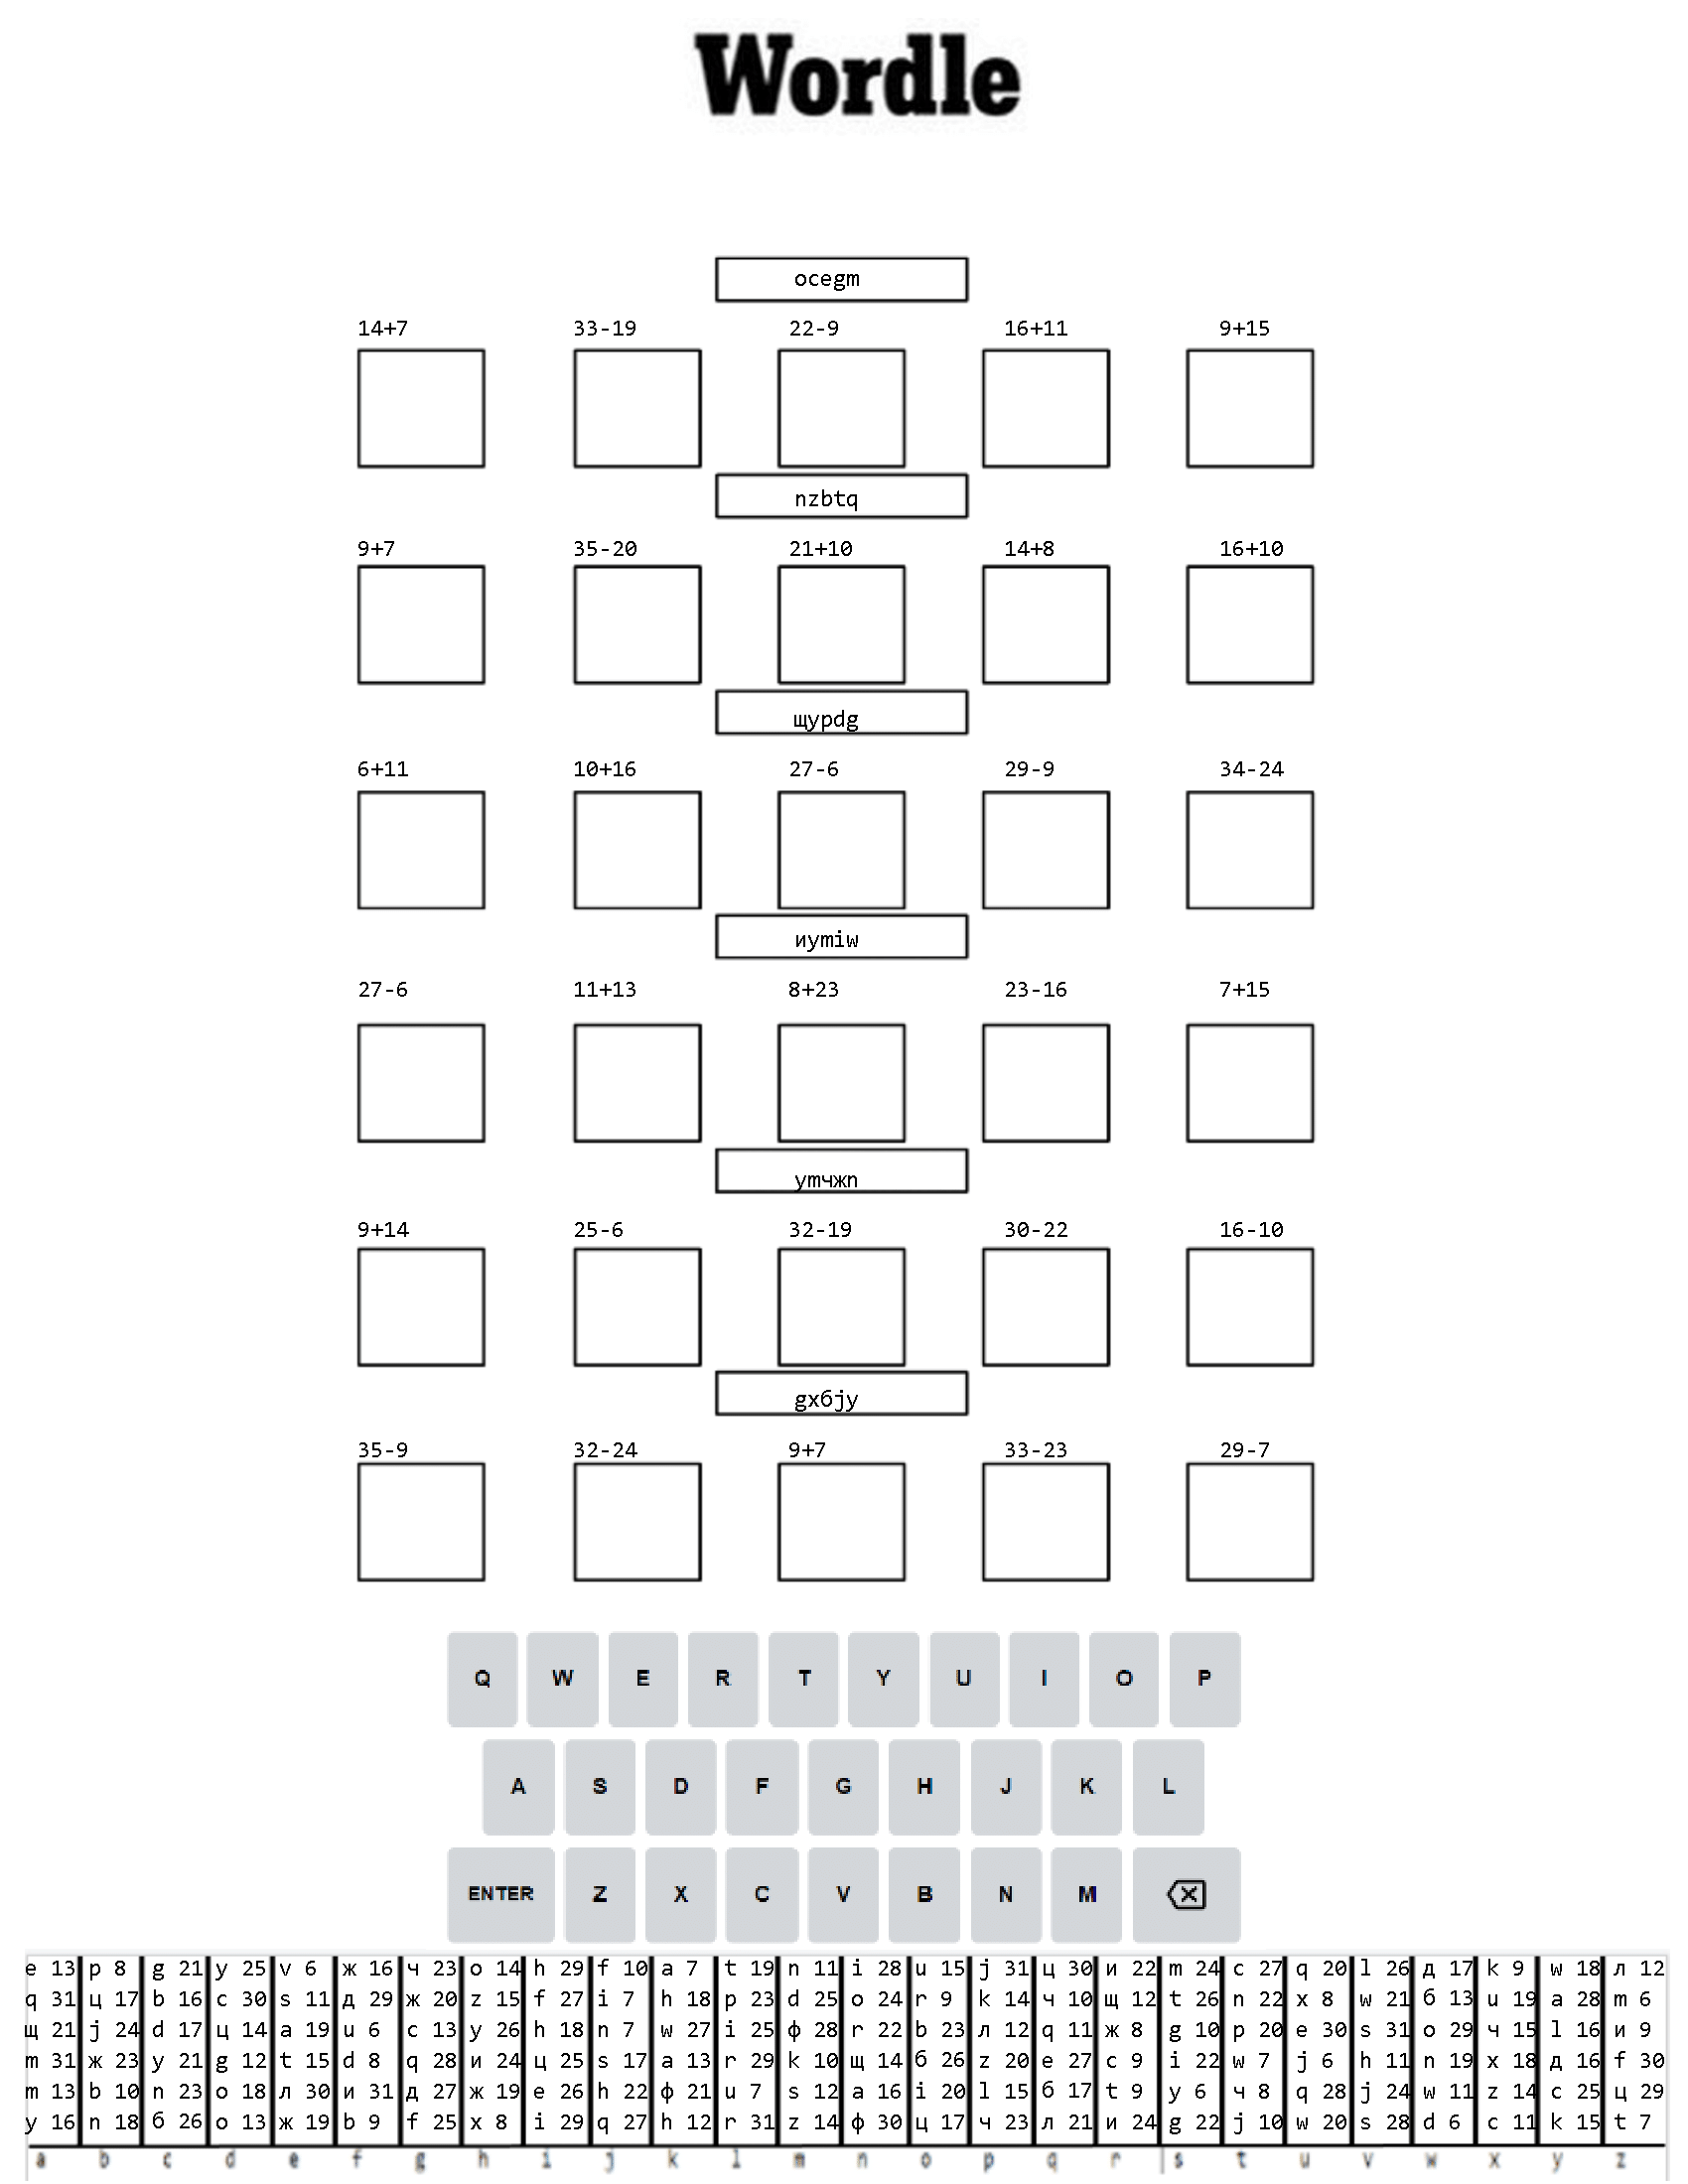 Wordle
ocegm
14+7 33-19 22-9 16+11 9+15
nzbtq
9+7 35-20 21+10 14+8 16+10
щypdg
6+11 10+16 27-6 29-9 34-24
иymiw
27-6 11+13 8+23 23-16 7+15
ymчжn
9+14 25-6 32-19 30-22 16-10
gxбjy
35-9 32-24 9+7 33-23 29-7
Q W E R T Y U I O P
A S D F G H J K L
ENTER Z X C V B N M
e 13 p 8 g 21 y 25 v 6 ж 16 ч 23 o 14 h 29 f 10 a 7 t 19 n 11 i 28 u 15 j 31 ц 30 и 22 m 24 c 27 q 20 l 26 д 17 k 9 w 18 л 12
q 31 ц 17 b 16 c 30 s 11 д 29 ж 20 z 15 f 27 i 7 h 18 p 23 d 25 o 24 r 9 k 14 ч 10 щ 12 t 26 n 22 x 8 w 21 б 13 u 19 a 28 m 6
щ 21 j 24 d 17 ц 14 a 19 u 6 c 13 y 26 h 18 n 7 w 27 i 25 ф 28 r 22 b 23 л 12 q 11 ж 8 g 10 p 20 e 30 s 31 o 29 ч 15 l 16 и 9
m 31 ж 23 y 21 g 12 t 15 d 8 q 28 и 24 ц 25 s 17 a 13 r 29 k 10 щ 14 б 26 z 20 e 27 c 9 i 22 w 7 j 6 h 11 n 19 x 18 д 16 f 30
m 13 b 10 n 23 o 18 л 30 и 31 д 27 ж 19 e 26 h 22 ф 21 u 7 s 12 a 16 i 20 l 15 б 17 t 9 y 6 ч 8 q 28 j 24 w 11 z 14 c 25 ц 29
y 16 n 18 б 26 o 13 ж 19 b 9 f 25 x 8 i 29 q 27 h 12 r 31 z 14 ф 30 ц 17 ч 23 л 21 и 24 g 22 j 10 w 20 s 28 d 6 c 11 k 15 t 7
a b c d e f g h i j k l m n o p q r s t u v w x y z